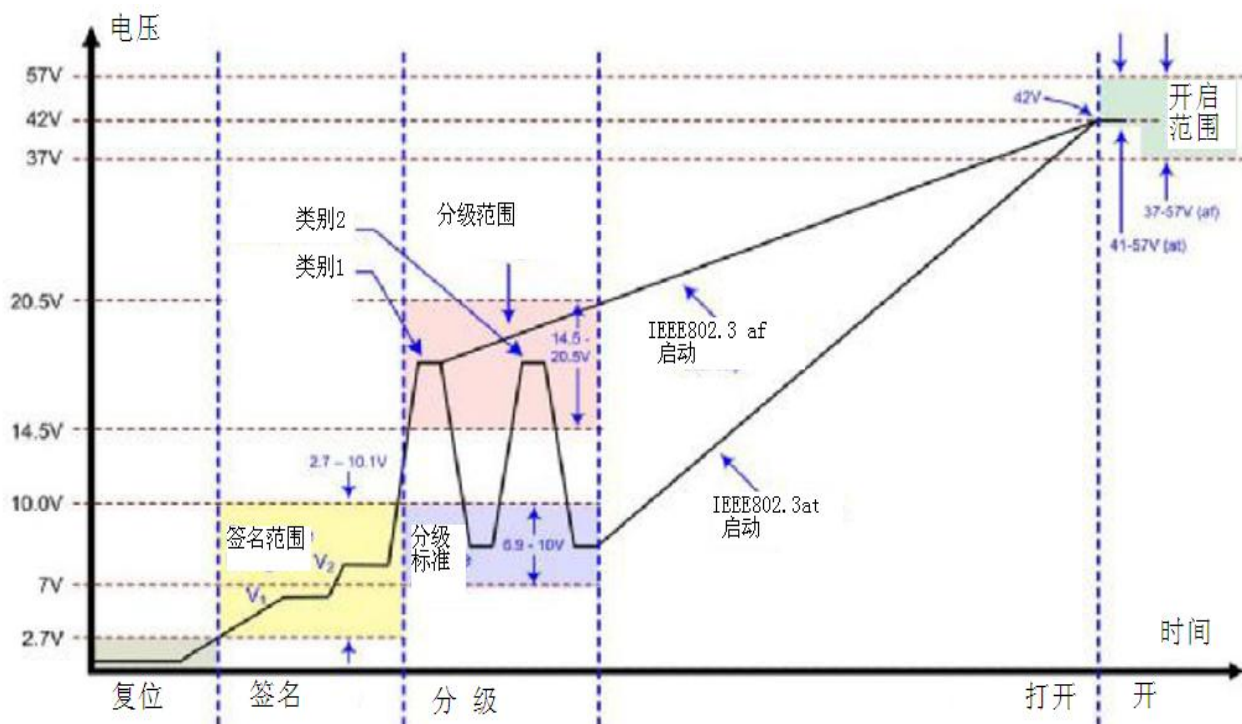 电压
57V
42V
37V
20.5V
14.5V
10.0V
7V
2.7V
42V
开启
范围
37-57V (af)
41-57V (at)
分级范围
类别2
类别1
14.5 -
20.5V
IEEE802.3 af
启动
2.7 – 10.1V
IEEE802.3at
启动
签名范围
V₂
V₁
分级
标准
6.9 - 10V
时间
复位
签名
分 级
打开
开